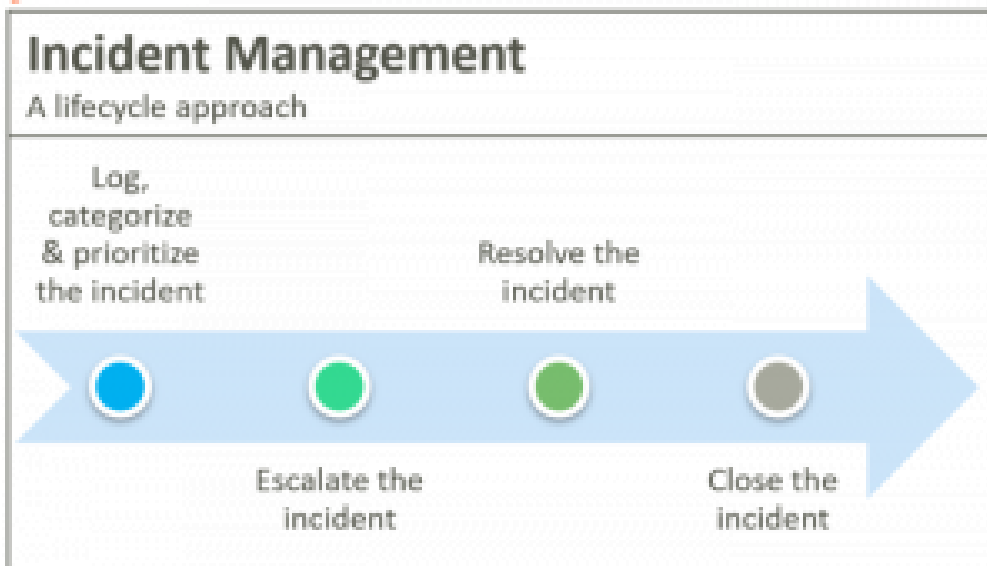 Incident Management
A lifecycle approach
Log,
categorize
& prioritize
the incident
Escalate the
incident
Resolve the
incident
Close the
incident